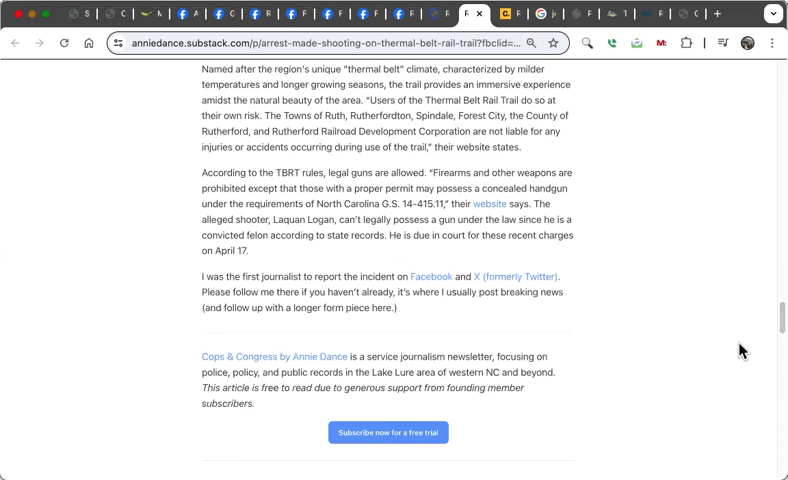 anniedance.substack.com/p/arrest-made-shooting-on-thermal-belt-rail-trail?fbclid=...
Named after the region's unique "thermal belt" climate, characterized by milder
temperatures and longer growing seasons, the trail provides an immersive experience
amidst the natural beauty of the area. "Users of the Thermal Belt Rail Trail do so at
their own risk. The Towns of Ruth, Rutherfordton, Spindale, Forest City, the County of
Rutherford, and Rutherford Railroad Development Corporation are not liable for any
injuries or accidents occurring during use of the trail," their website states.
According to the TBRT rules, legal guns are allowed. "Firearms and other weapons are
prohibited except that those with a proper permit may possess a concealed handgun
under the requirements of North Carolina G.S. 14-415.11," their website says. The
alleged shooter, Laquan Logan, can't legally possess a gun under the law since he is a
convicted felon according to state records. He is due in court for these recent charges
on April 17.
I was the first journalist to report the incident on Facebook and X (formerly Twitter).
Please follow me there if you haven't already, it's where I usually post breaking news
(and follow up with a longer form piece here.)
Cops & Congress by Annie Dance is a service journalism newsletter, focusing on
police, policy, and public records in the Lake Lure area of western NC and beyond.
This article is free to read due to generous support from founding member
subscribers.
Subscribe now for a free trial